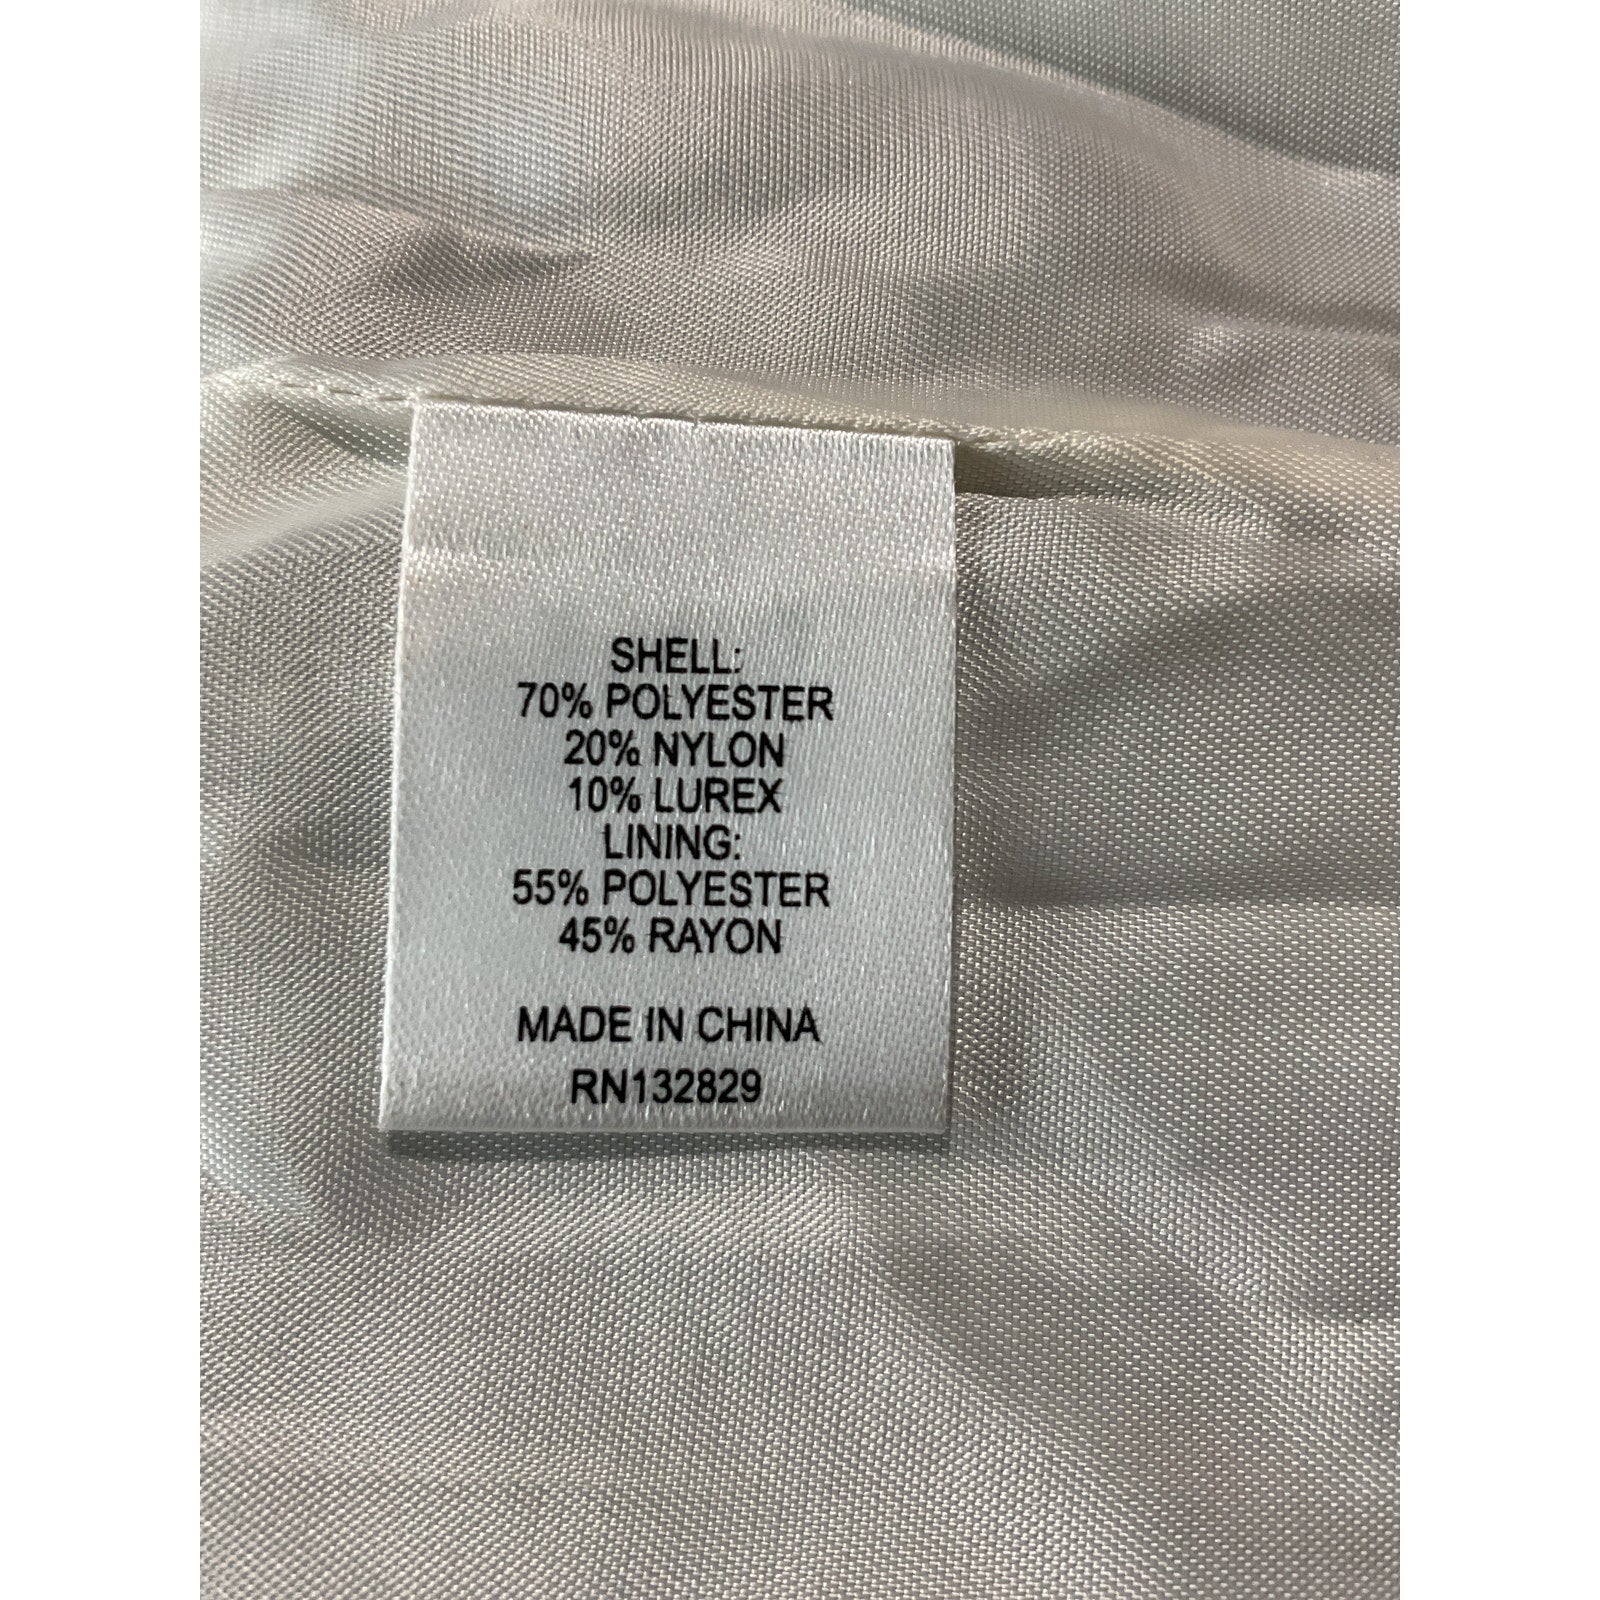 SHELL:
70% POLYESTER
20% NYLON
10% LUREX
LINING:
55% POLYESTER
45% RAYON
MADE IN CHINA
RN132829